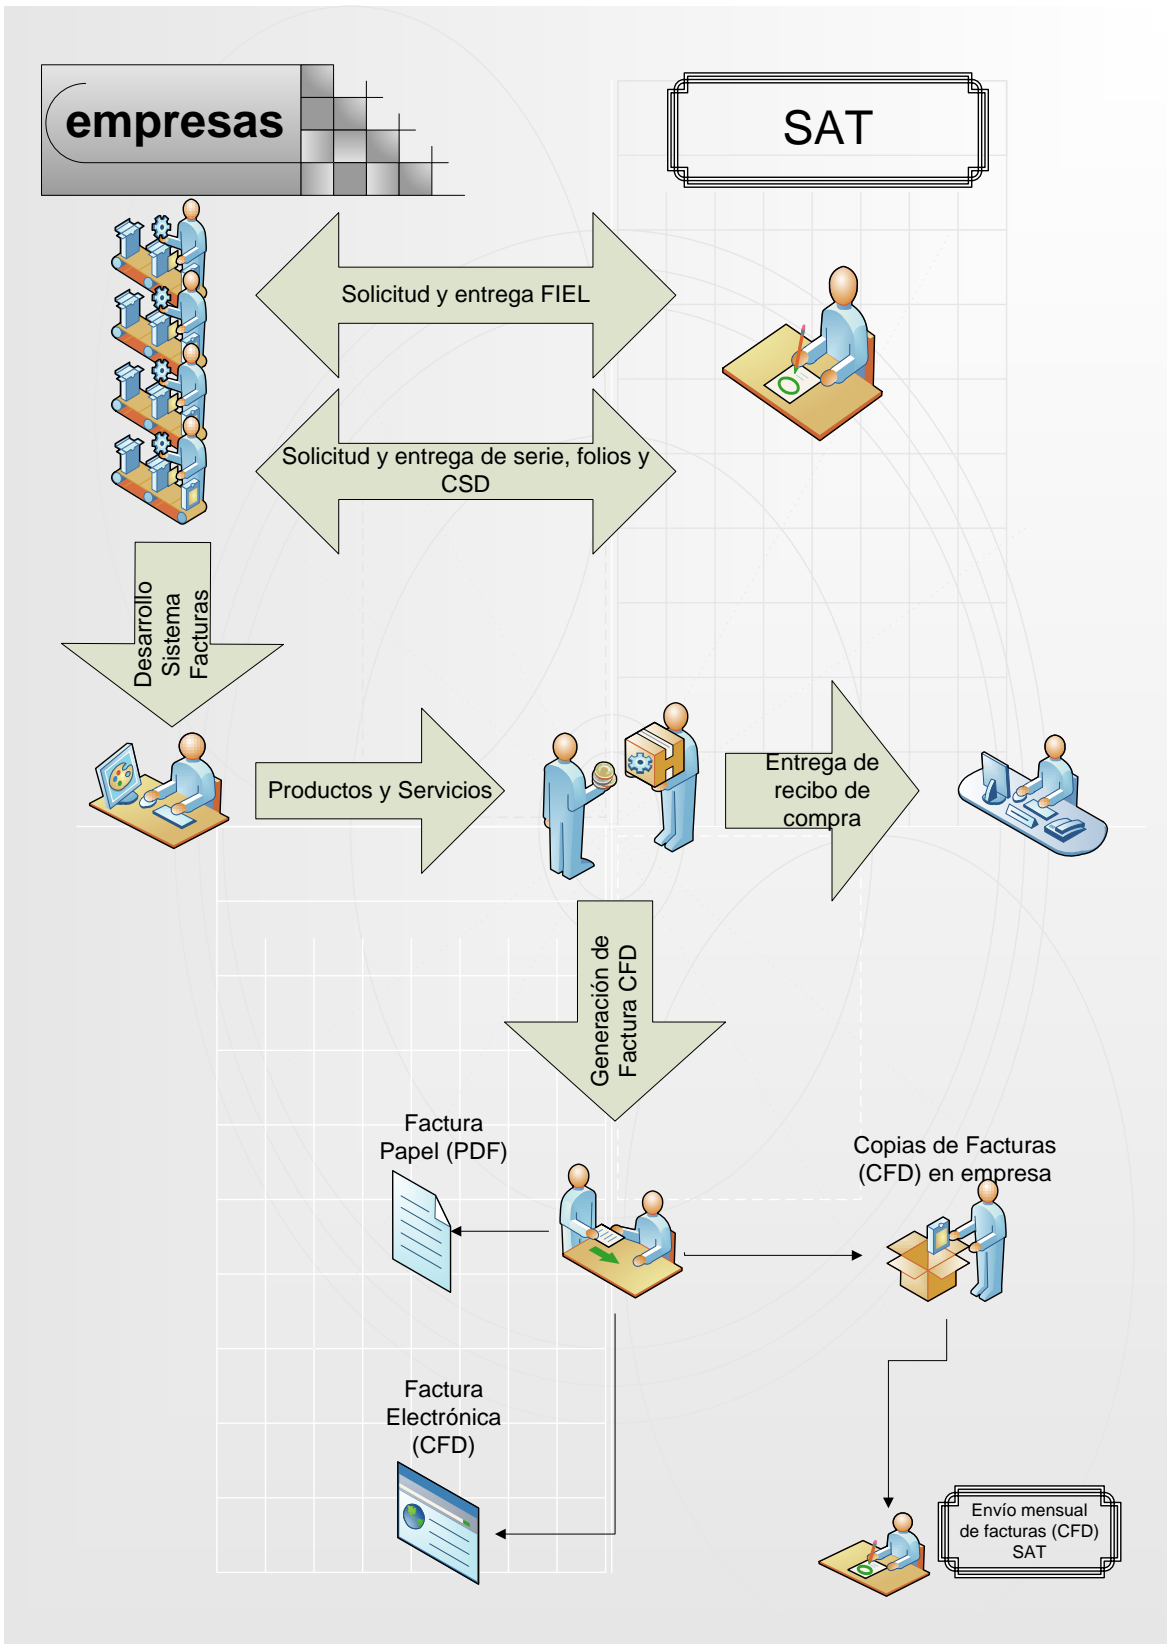 empresas
SAT
Solicitud y entrega FIEL
Solicitud y entrega de serie, folios y
CSD
Desarrollo
Sistema
Facturas
Productos y Servicios
Entrega de
recibo de
compra
Generación de
Factura CFD
Factura
Papel (PDF)
Copias de Facturas
(CFD) en empresa
Factura
Electrónica
(CFD)
Envío mensual
de facturas (CFD)
SAT